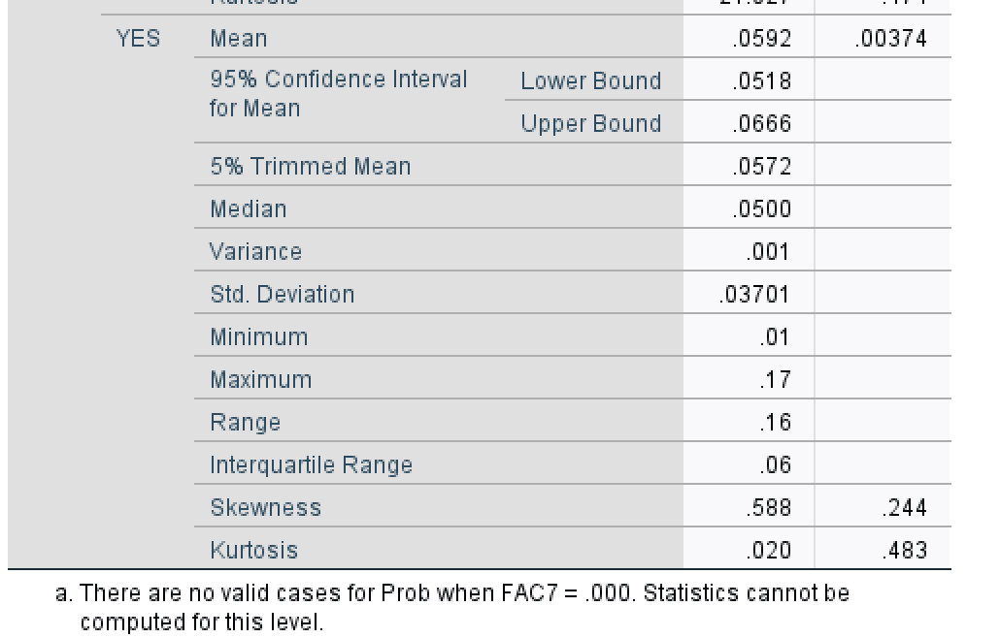 YES Mean .0592 .00374
95% Confidence Interval Lower Bound .0518
for Mean
Upper Bound .0666
5% Trimmed Mean .0572
Median .0500
Variance .001
Std. Deviation .03701
Minimum .01
Maximum .17
Range .16
Interquartile Range .06
Skewness .588 .244
Kurtosis .020 .483
a. There are no valid cases for Prob when FAC7 = .000. Statistics cannot be
computed for this level.